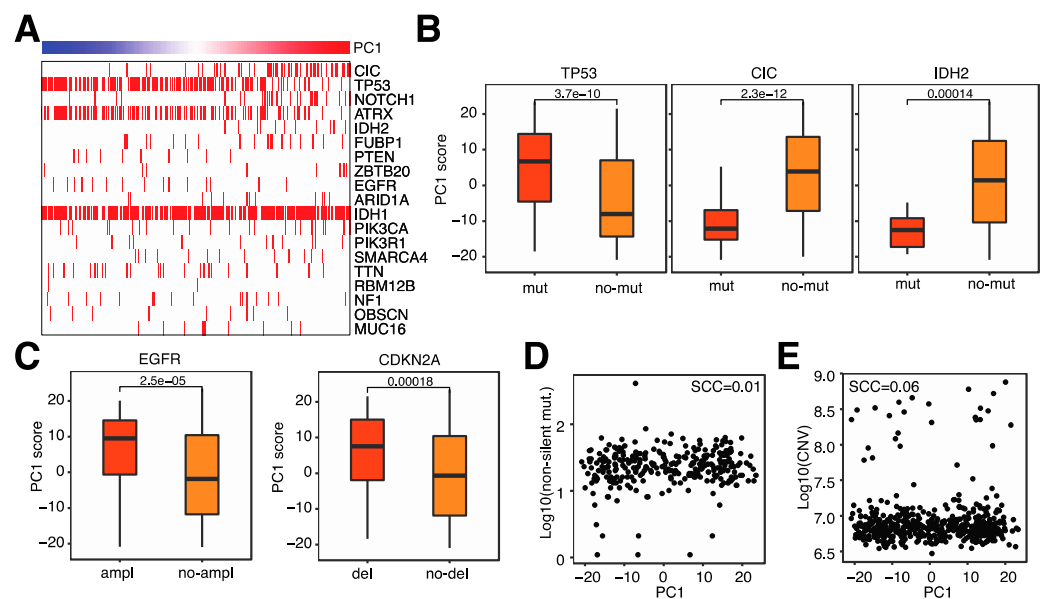 A
PC1
CIC
TP53
NOTCH1
ATRX
IDH2
FUBP1
PTEN
ZBTB20
EGFR
ARID1A
IDH1
PIK3CA
PIK3R1
SMARCA4
TTN
RBM12B
NF1
OBSCN
MUC16
B
TP53 CIC IDH2
3.7e−10 2.3e−12 0.00014
PC1 score
20
10
0
−10
−20
mut no-mut mut no-mut mut no-mut
C
EGFR
2.5e−05
PC1 score
20
10
0
−10
−20
ampl no-ampl
CDKN2A
0.00018
PC1 score
20
10
0
−10
−20
del no-del
D
SCC=0.01
Log10(non-silent mut.)
2
1
0
−20 −10 0 10 20
PC1
E
SCC=0.06
Log10(CNV)
9.0
8.5
8.0
7.5
7.0
6.5
−20 −10 0 10 20
PC1